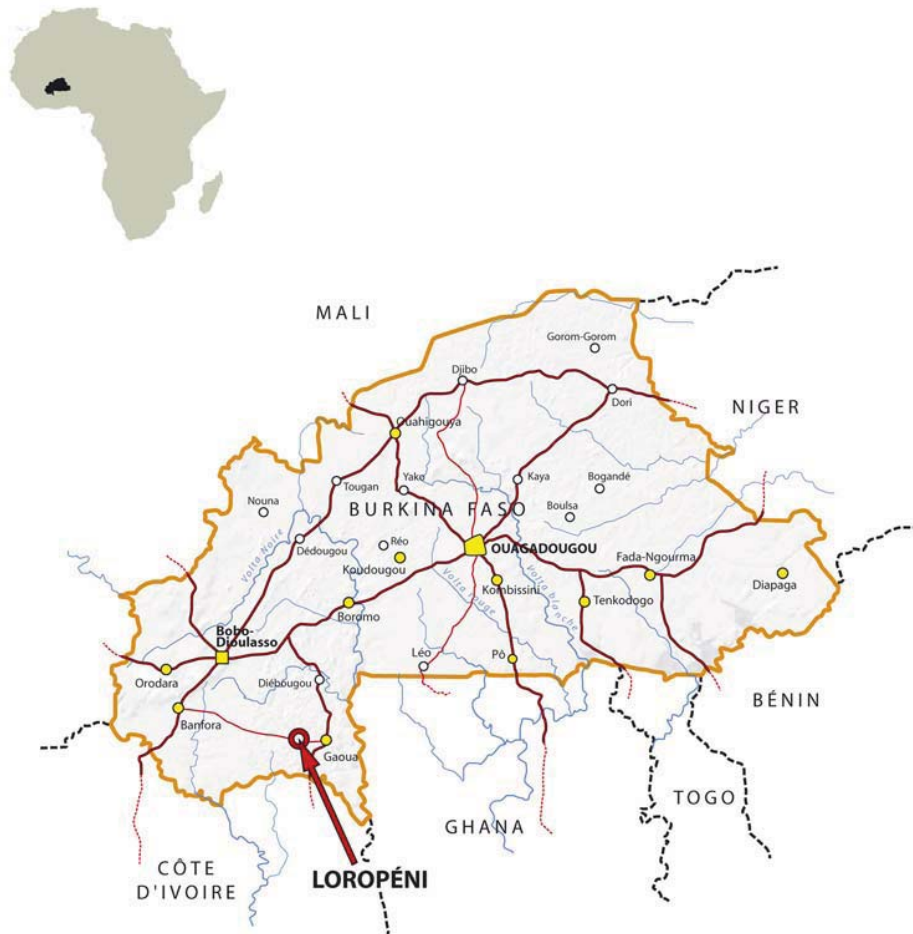 MALI
Gorom-Gorom
Djibo
Dori
NIGER
Ouahigouya
Tougan
Yako
Kaya
Bogandé
Nouna
BURKINA FASO
Boulsa
Volta Noire
Dédougou
Réo
OUAGADOUGOU
Koudougou
Fada-Ngourma
Volta rouge
Volta blanche
Kombissini
Diapaga
Boromo
Tenkodogo
Bobo-
Dioulasso
Léo
Pô
Orodara
Diébougou
BÉNIN
Banfora
Gaoua
TOGO
GHANA
CÔTE
D'IVOIRE
LOROPÉNI